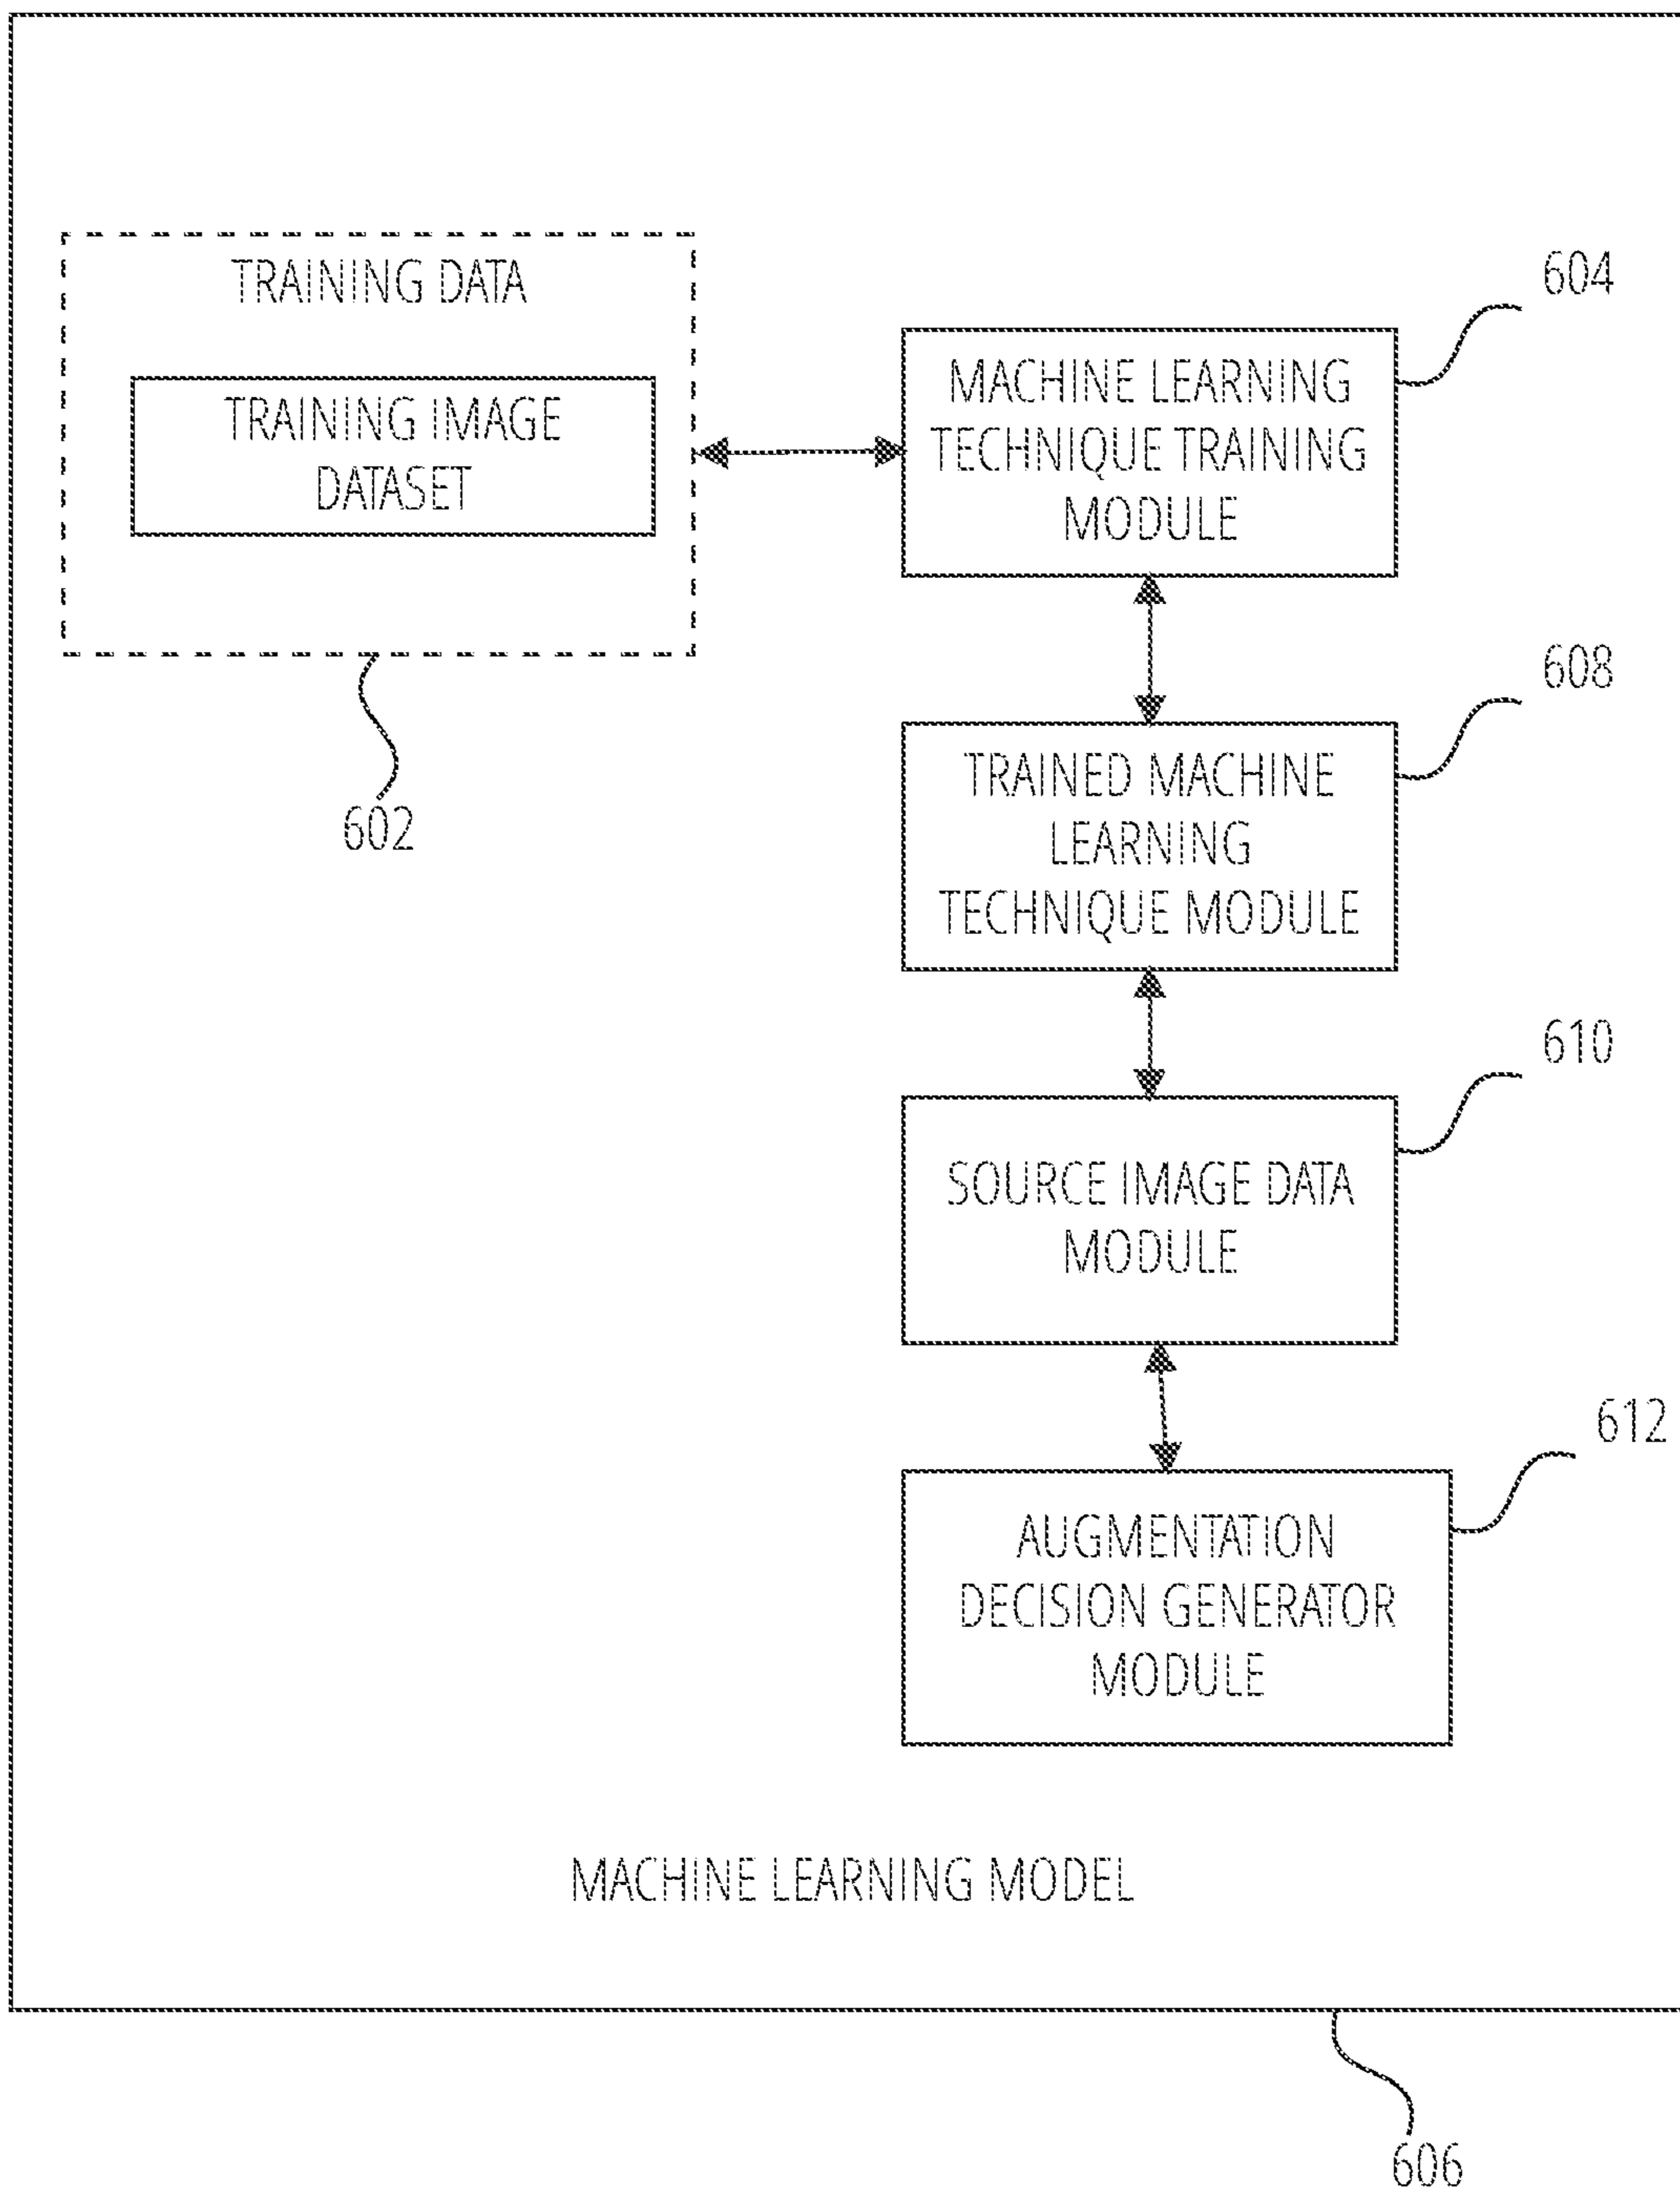 TRAINING DATA
TRAINING IMAGE
DATASET
602
604
MACHINE LEARNING
TECHNIQUE TRAINING
MODULE
608
TRAINED MACHINE
LEARNING
TECHNIQUE MODULE
610
SOURCE IMAGE DATA
MODULE
612
AUGMENTATION
DECISION GENERATOR
MODULE
MACHINE LEARNING MODEL
606